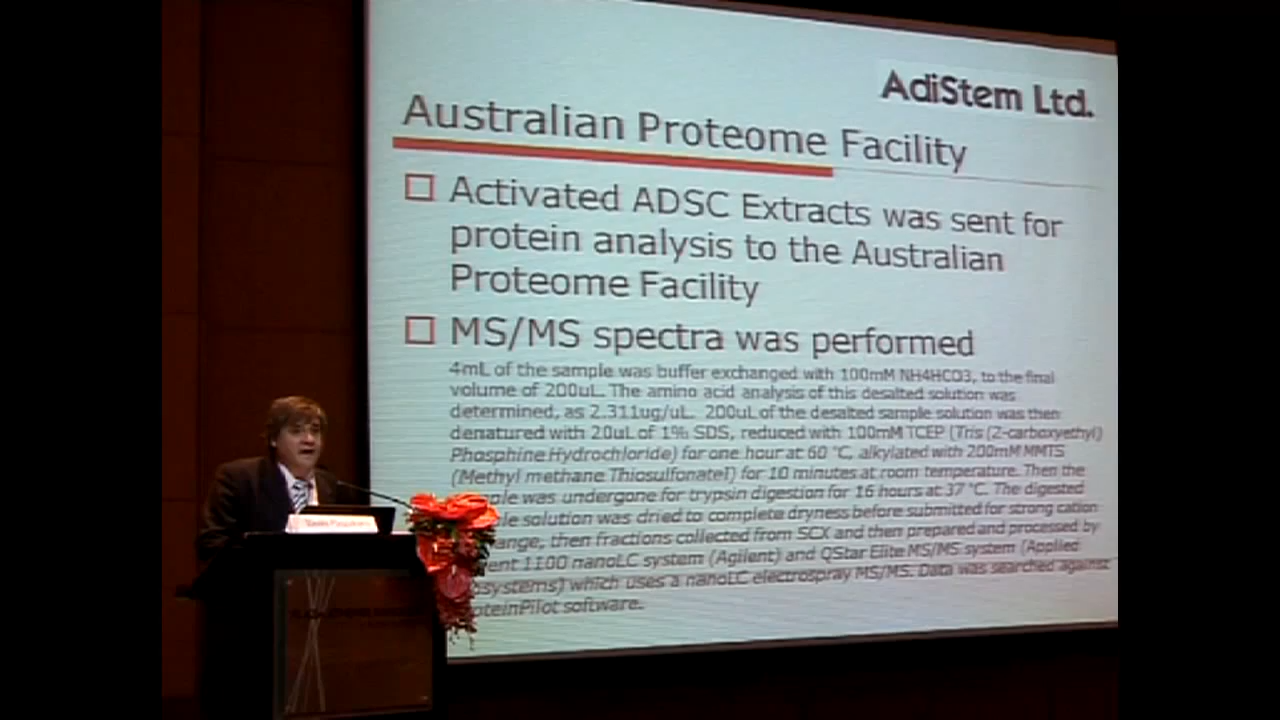 AdiStem Ltd.
Australian Proteome Facility
Activated ADSC Extracts was sent for
protein analysis to the Australian
Proteome Facility
MS/MS spectra was performed
4mL of the sample was buffer exchanged with 100mM NH4HCO3, to the final
volume of 200uL. The amino acid analysis of this desalted solution was
determined, as 2.311ug/uL. 200uL of the desalted sample solution was then
denatured with 20uL of 1% SDS, reduced with 100mM TCEP (Tris (2-carboxyethyl)
Phosphine Hydrochloride) for one hour at 60 °C, alkylated with 200mM MMTS
(Methyl methane Thiosulfonatel) for 10 minutes at room temperature. Then the
ple was undergone for trypsin digestion for 16 hours at 37 °C. The digested
le solution was dried to complete dryness before submitted for strong cation
ange, then fractions collected from SCX and then prepared and processed by
ent 1100 nanoLC system (Agilent) and QStar Elite MS/MS system (Applied
osystems) which uses a nanoLC electrospray MS/MS. Data was searched against
oteinPilot software.